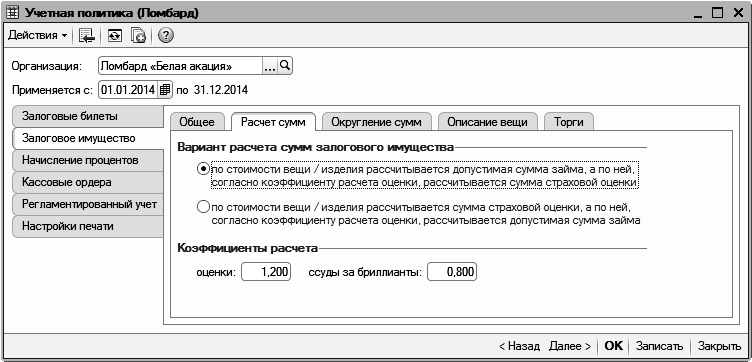 Учетная политика (Ломбард)
Действия
Организация: Ломбард «Белая акация» ...
Применяется с: 01.01.2014 по 31.12.2014
Залоговые билеты
Залоговое имущество
Начисление процентов
Кассовые ордера
Регламентированный учет
Настройки печати
Общее Расчет сумм Округление сумм Описание вещи Торги
Вариант расчета сумм залогового имущества
по стоимости вещи / изделия рассчитывается допустимая сумма займа, а по ней,
согласно коэффициенту расчета оценки, рассчитывается сумма страховой оценки
по стоимости вещи / изделия рассчитывается сумма страховой оценки, а по ней,
согласно коэффициенту расчета оценки, рассчитывается допустимая сумма займа
Коэффициенты расчета
оценки: 1,200 ссуды за бриллианты: 0,800
< Назад Далее > OK Записать Закрыть